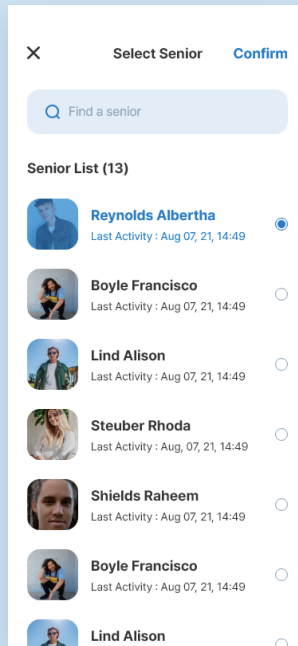 Select Senior Confirm
Find a senior
Senior List (13)
Reynolds Albertha
Last Activity : Aug 07, 21, 14:49
Boyle Francisco
Last Activity : Aug 07, 21, 14:49
Lind Alison
Last Activity : Aug 07, 21, 14:49
Steuber Rhoda
Last Activity : Aug, 07, 21, 14:49
Shields Raheem
Last Activity : Aug 07, 21, 14:49
Boyle Francisco
Last Activity : Aug 07, 21, 14:49
Lind Alison